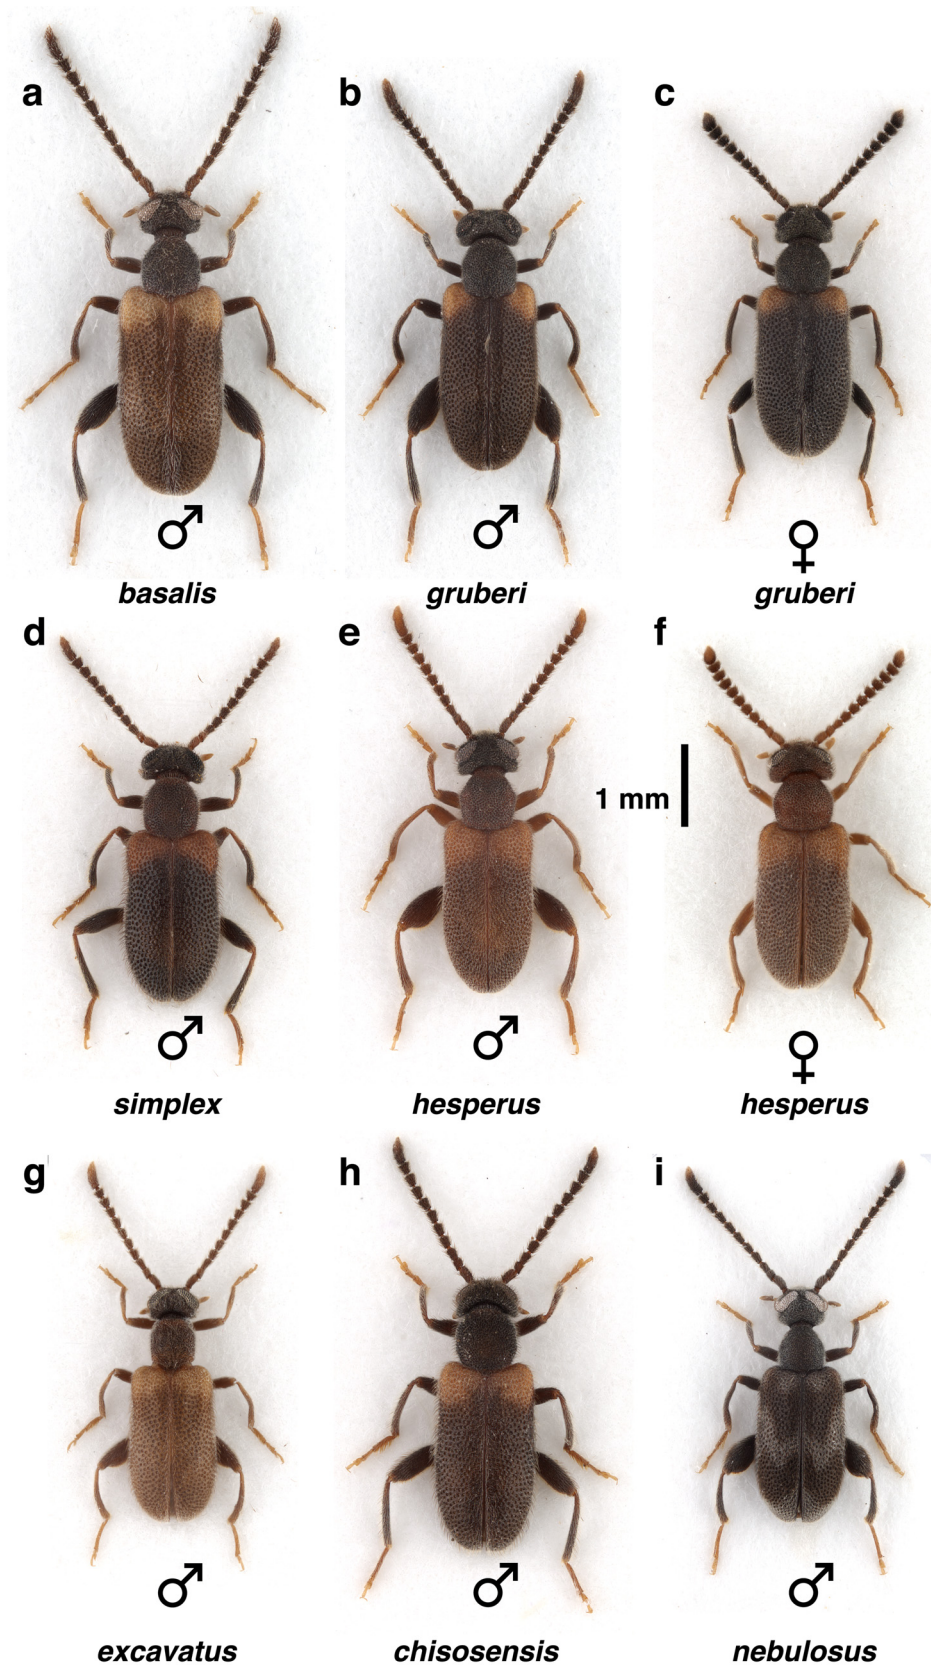 a b c
♂ ♂ ♀
basalis gruberi gruberi
d e f
1 mm
♂ ♂ ♀
simplex hesperus hesperus
g h i
♂ ♂ ♂
excavatus chisosensis nebulosus